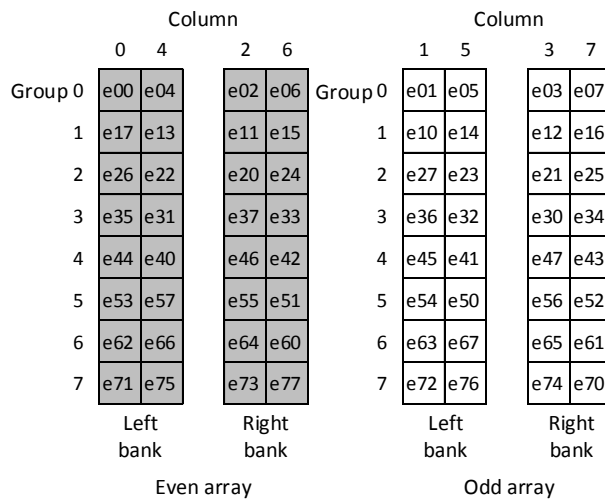 Column Column
0 4 2 6 1 5 3 7
Group 0 e00 e04 e02 e06 Group 0 e01 e05 e03 e07
1 e17 e13 e11 e15 1 e10 e14 e12 e16
2 e26 e22 e20 e24 2 e27 e23 e21 e25
3 e35 e31 e37 e33 3 e36 e32 e30 e34
4 e44 e40 e46 e42 4 e45 e41 e47 e43
5 e53 e57 e55 e51 5 e54 e50 e56 e52
6 e62 e66 e64 e60 6 e63 e67 e65 e61
7 e71 e75 e73 e77 7 e72 e76 e74 e70
Left Right Left Right
bank bank bank bank
Even array Odd array